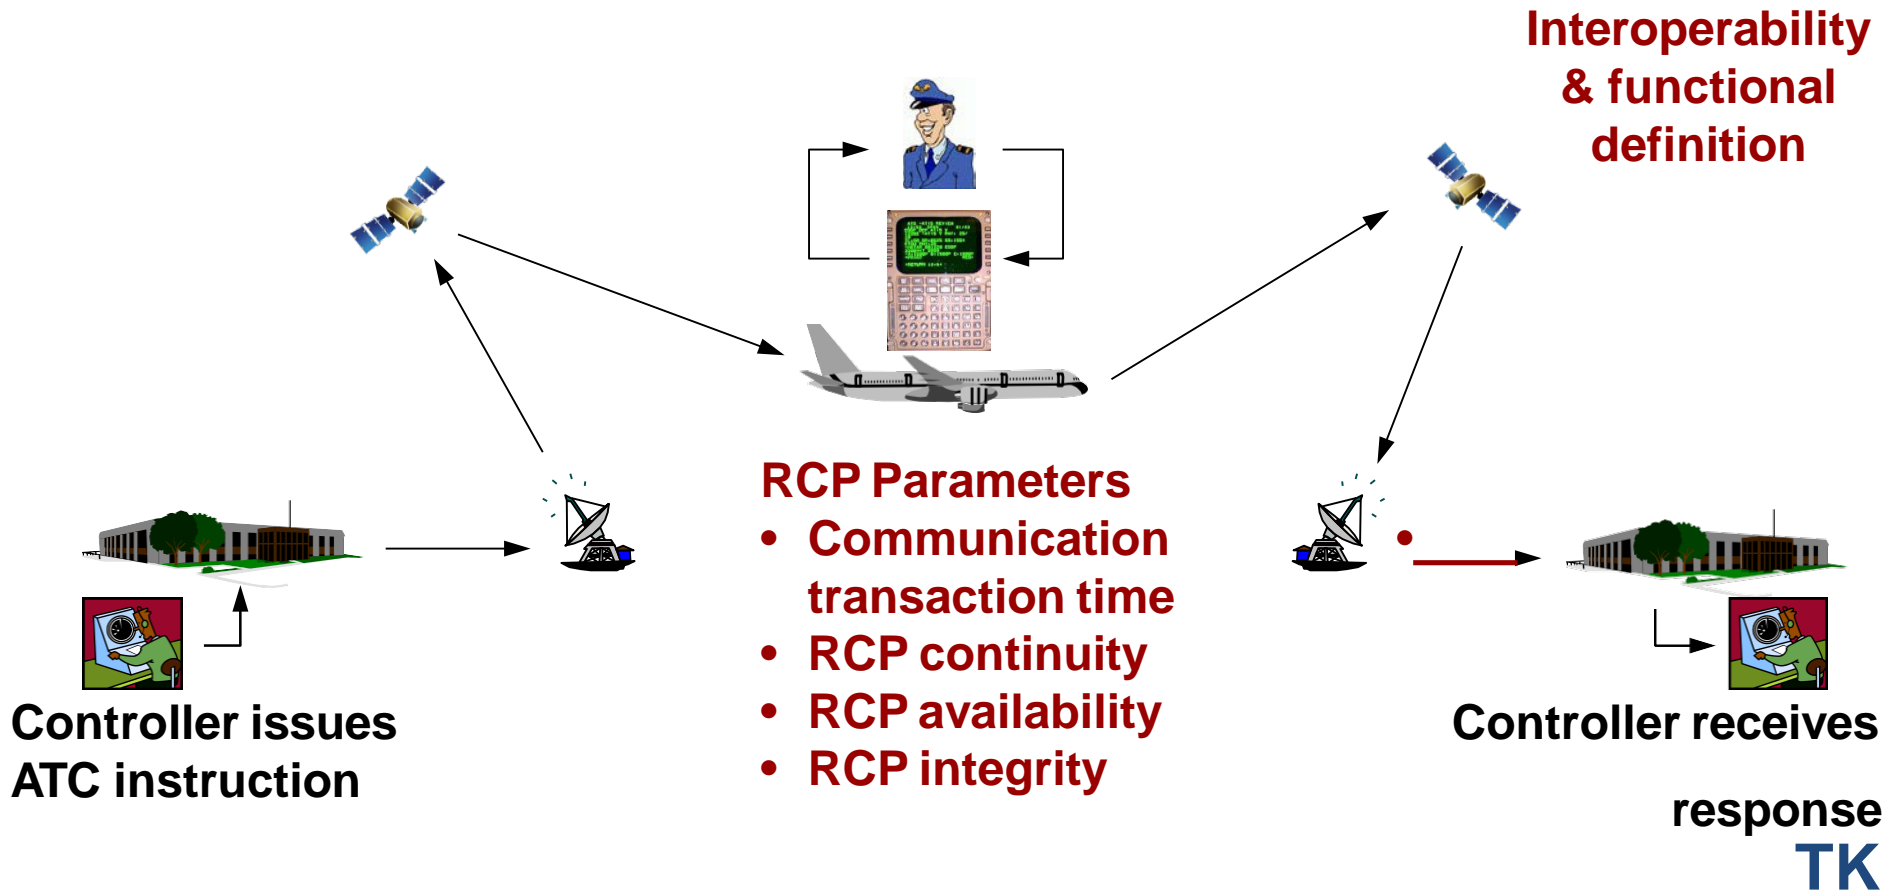 Interoperability
& functional
definition
RCP Parameters
• Communication
transaction time
• RCP continuity
• RCP availability
• RCP integrity
Controller issues
ATC instruction
Controller receives
response
TK